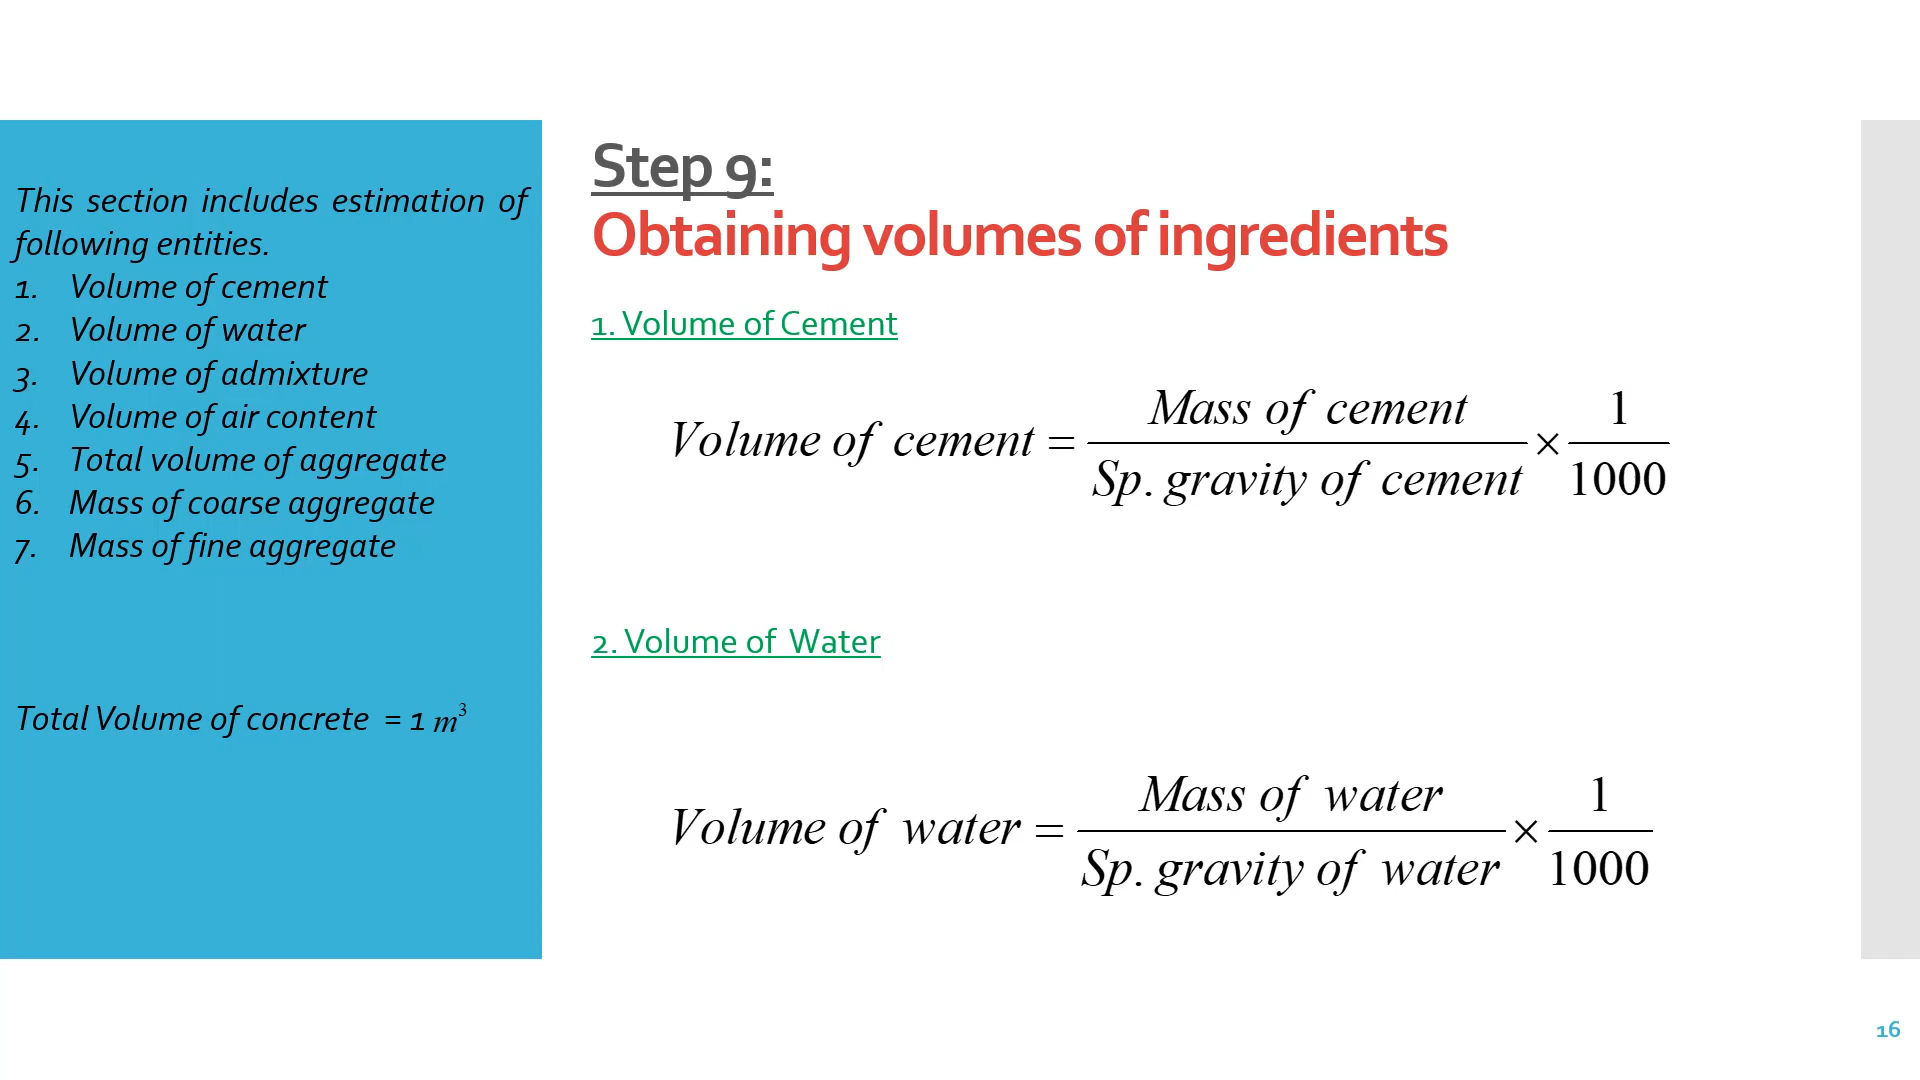 This section includes estimation of
following entities.
1. Volume of cement
2. Volume of water
3. Volume of admixture
4. Volume of air content
5. Total volume of aggregate
6. Mass of coarse aggregate
7. Mass of fine aggregate
Total Volume of concrete = 1 m³
Step 9:
Obtaining volumes of ingredients
1. Volume of Cement
Volume of cement = Mass of cement / Sp. gravity of cement × 1 / 1000
2. Volume of Water
Volume of water = Mass of water / Sp. gravity of water × 1 / 1000
16